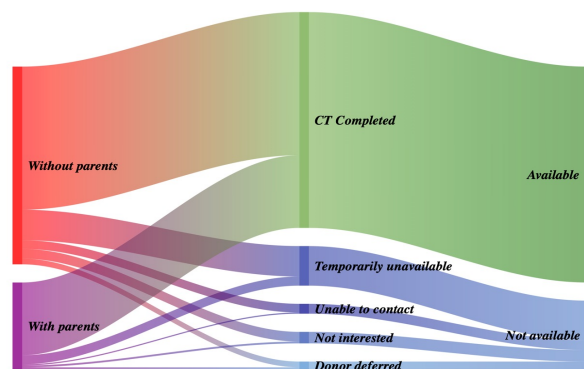 CT Completed
Without parents
Available
Temporarily unavailable
Unable to contact
With parents
Not interested
Not available
Donor deferred